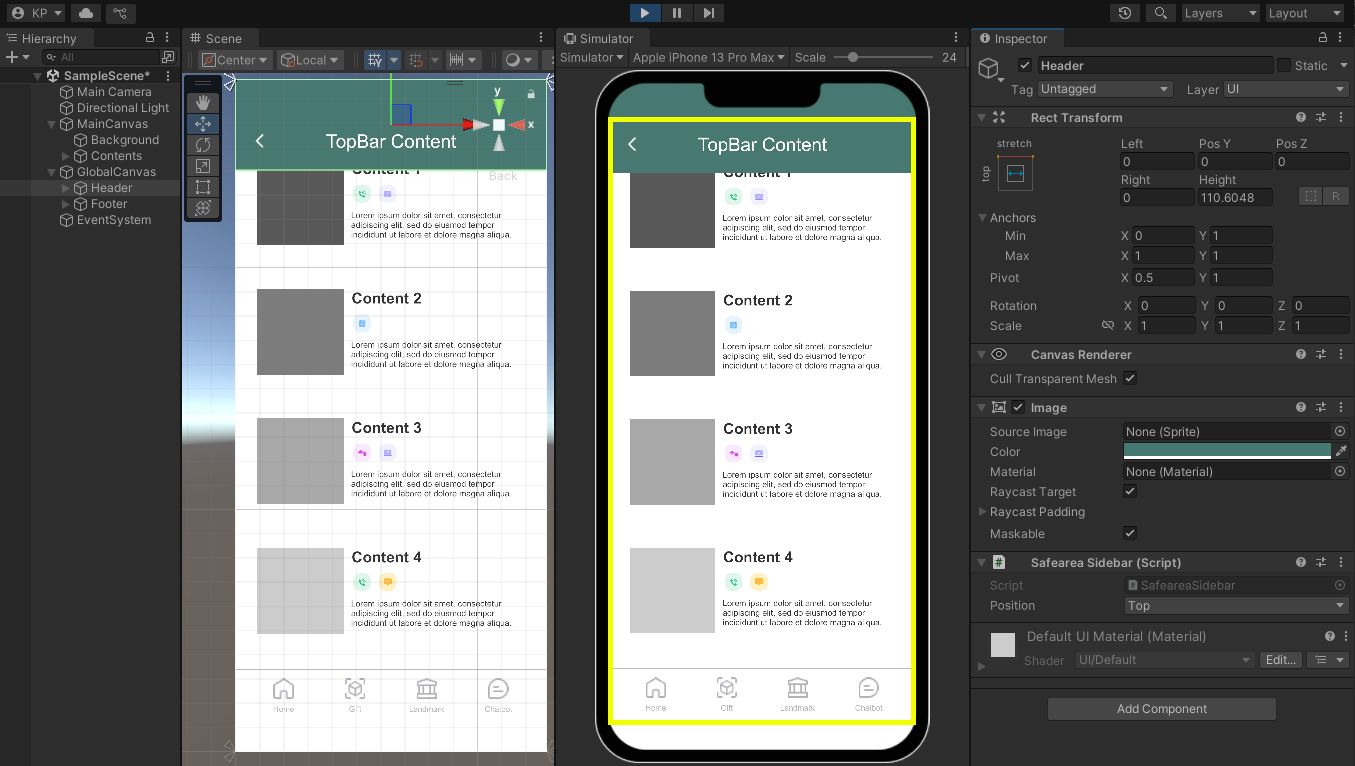 KP
Layers
Layout
Hierarchy
All
SampleScene*
Main Camera
Directional Light
MainCanvas
Background
Contents
GlobalCanvas
Header
Footer
EventSystem
Scene
Center
Local
2
y
x
TopBar Content
Back
Content 1
Lorem ipsum dolor sit amet, consectetur
adipiscing elit, sed do eiusmod tempor
incididunt ut labore et dolore magna aliqua.
Content 2
Lorem ipsum dolor sit amet, consectetur
adipiscing elit, sed do eiusmod tempor
incididunt ut labore et dolore magna aliqua.
Content 3
Lorem ipsum dolor sit amet, consectetur
adipiscing elit, sed do eiusmod tempor
incididunt ut labore et dolore magna aliqua.
Content 4
Lorem ipsum dolor sit amet, consectetur
adipiscing elit, sed do eiusmod tempor
incididunt ut labore et dolore magna aliqua.
Home Gift Landmark Chatbot
Simulator
Simulator Apple iPhone 13 Pro Max Scale 24
TopBar Content
Content 1
Lorem ipsum dolor sit amet, consectetur
adipiscing elit, sed do eiusmod tempor
incididunt ut labore et dolore magna aliqua.
Content 2
Lorem ipsum dolor sit amet, consectetur
adipiscing elit, sed do eiusmod tempor
incididunt ut labore et dolore magna aliqua.
Content 3
Lorem ipsum dolor sit amet, consectetur
adipiscing elit, sed do eiusmod tempor
incididunt ut labore et dolore magna aliqua.
Content 4
Lorem ipsum dolor sit amet, consectetur
adipiscing elit, sed do eiusmod tempor
incididunt ut labore et dolore magna aliqua.
Home Gift Landmark Chatbot
Inspector
Header Static
Tag Untagged Layer UI
Rect Transform
stretch Left Pos Y Pos Z
top 0 0 0
Right Height
0 110.6048 R
Anchors
Min X 0 Y 1
Max X 1 Y 1
Pivot X 0.5 Y 1
Rotation X 0 Y 0 Z 0
Scale X 1 Y 1 Z 1
Canvas Renderer
Cull Transparent Mesh
Image
Source Image None (Sprite)
Color
Material None (Material)
Raycast Target
Raycast Padding
Maskable
# Safearea Sidebar (Script)
Script SafeareaSidebar
Position Top
Default UI Material (Material)
Shader UI/Default Edit...
Add Component